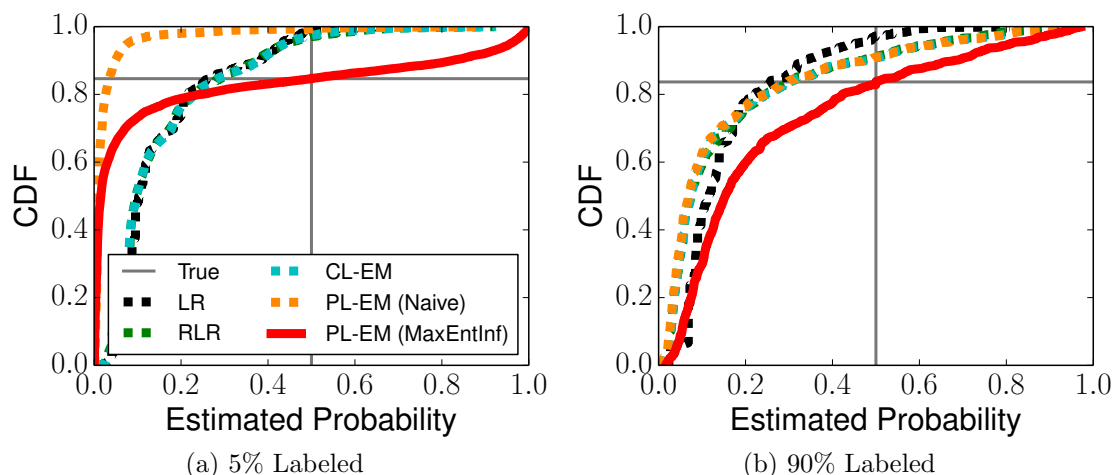 1.0
0.8
0.6
0.4
0.2
0.0
CDF
0.0 0.2 0.4 0.6 0.8 1.0
Estimated Probability
True
LR
RLR
CL-EM
PL-EM (Naive)
PL-EM (MaxEntInf)
(a) 5% Labeled
1.0
0.8
0.6
0.4
0.2
0.0
CDF
0.0 0.2 0.4 0.6 0.8 1.0
Estimated Probability
(b) 90% Labeled